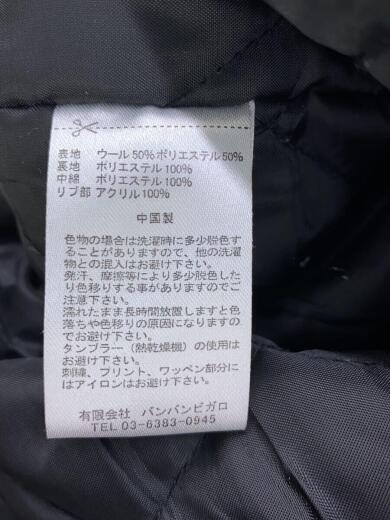 表地 ウール50%ポリエステル50%
裏地 ポリエステル100%
中綿 ポリエステル100%
リブ部 アクリル100%
中国製
色物の場合は洗濯時に多少脱色す
ることがありますので、他の洗濯
物との混入はお避け下さい。
発汗、摩擦等により多少脱色した
り色移りする事がありますのでご
注意下さい。
濡れたまま長時間放置しますと色
落ちや色移りの原因になりますの
でお避け下さい。
タンブラー（熱乾燥機）の使用は
お避け下さい。
刺繍、プリント、ワッペン部分に
はアイロンはお避け下さい。
有限会社 バンバンビガロ
TEL 03-6383-0945